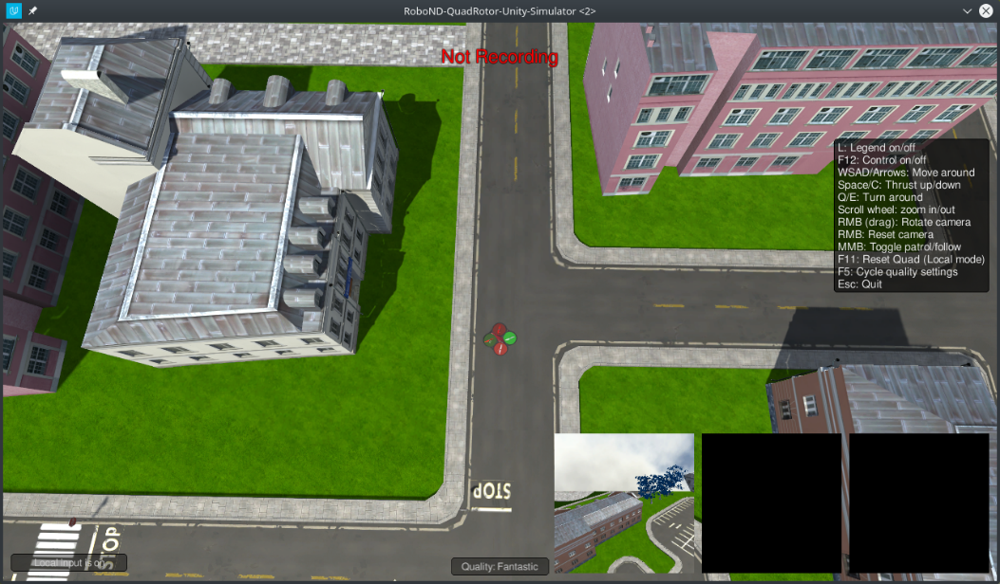 RoboND-QuadRotor-Unity-Simulator <2>
Not Recording
L: Legend on/off
F12: Control on/off
WSAD/Arrows: Move around
Space/C: Thrust up/down
Q/E: Turn around
Scroll wheel: zoom in/out
RMB (drag): Rotate camera
RMB: Reset camera
MMB: Toggle patrol/follow
F11: Reset Quad (Local mode)
F5: Cycle quality settings
Esc: Quit
STOP
STOP
Local input is on
Quality: Fantastic